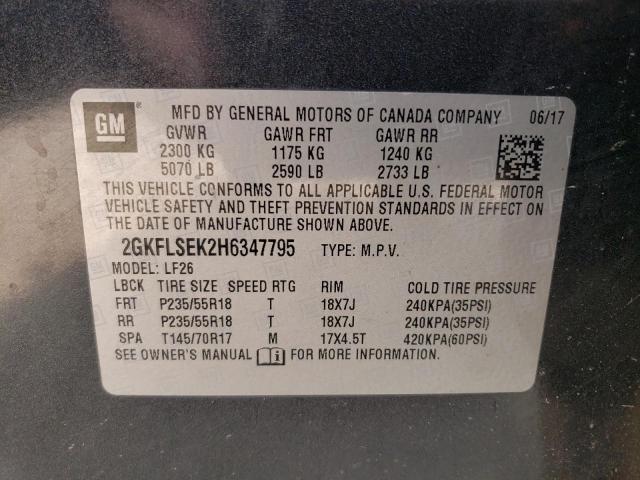 GM ® MFD BY GENERAL MOTORS OF CANADA COMPANY 06/17
GVWR GAWR FRT GAWR RR
2300 KG 1175 KG 1240 KG
5070 LB 2590 LB 2733 LB
THIS VEHICLE CONFORMS TO ALL APPLICABLE U.S. FEDERAL MOTOR
VEHICLE SAFETY AND THEFT PREVENTION STANDARDS IN EFFECT ON
THE DATE OF MANUFACTURE SHOWN ABOVE.
2GKFLSEK2H6347795 TYPE: M.P.V.
MODEL: LF26
LBCK TIRE SIZE SPEED RTG RIM COLD TIRE PRESSURE
FRT P235/55R18 T 18X7J 240KPA(35PSI)
RR P235/55R18 T 18X7J 240KPA(35PSI)
SPA T145/70R17 M 17X4.5T 420KPA(60PSI)
SEE OWNER'S MANUAL i FOR MORE INFORMATION.